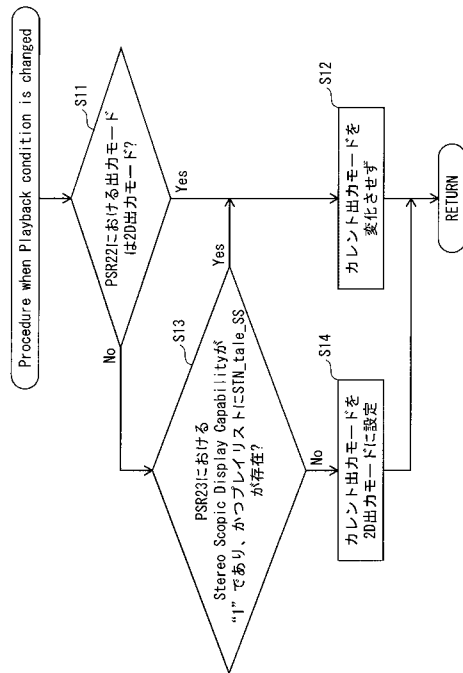 Procedure when Playback condition is changed
S11
PSR22における出力モード
は2D出力モード?
Yes
No
S13
PSR23における
Stereo Scopic Display Capabilityが
“1”であり、かつプレイリストにSTN_tale_SS
が存在?
Yes
No
S12
カレント出力モードを
変化させず
S14
カレント出力モードを
2D出力モードに設定
RETURN